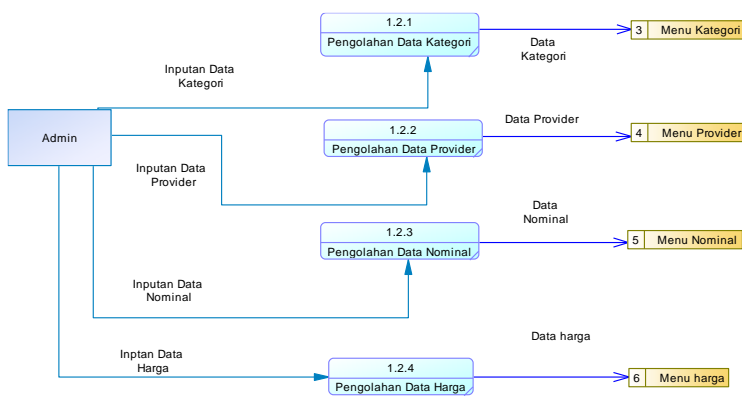 1.2.1
Pengolahan Data Kategori
Data
Kategori
3 Menu Kategori
Inputan Data
Kategori
Admin
1.2.2
Pengolahan Data Provider
Data Provider
4 Menu Provider
Inputan Data
Provider
1.2.3
Pengolahan Data Nominal
Data
Nominal
5 Menu Nominal
Inputan Data
Nominal
Inptan Data
Harga
1.2.4
Pengolahan Data Harga
Data harga
6 Menu harga